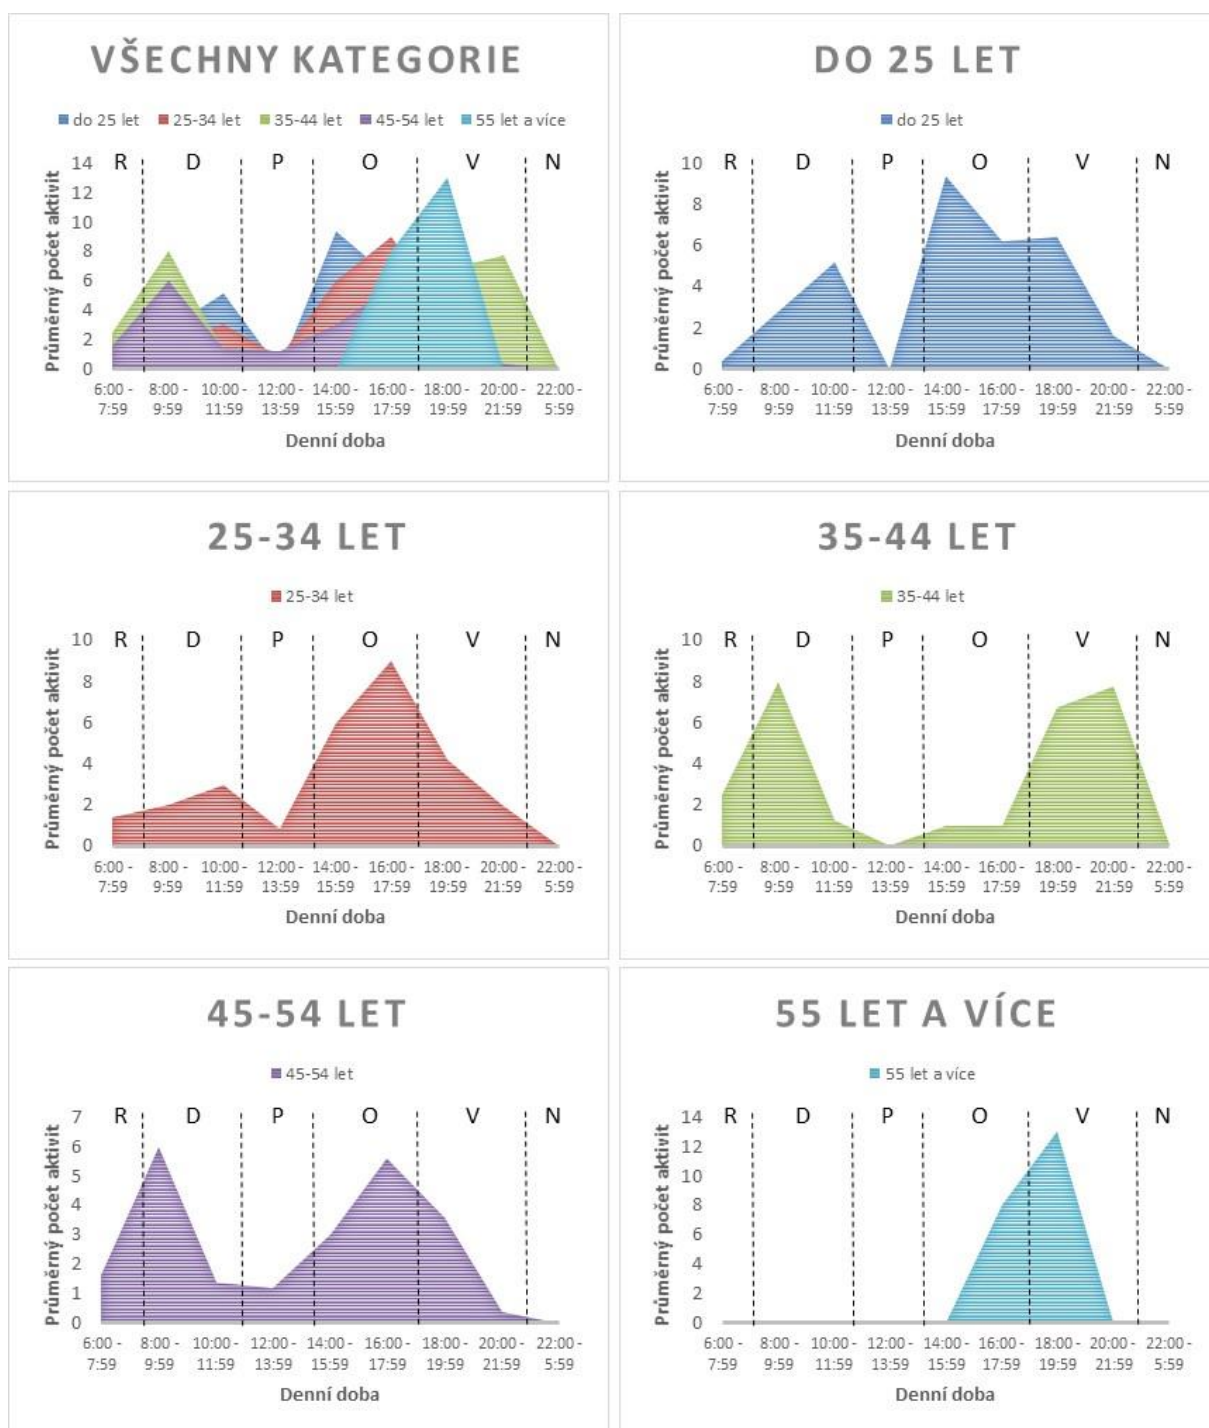 VŠECHNY KATEGORIE
do 25 let 25-34 let 35-44 let 45-54 let 55 let a více
R D P O V N
14
12
10
8
6
4
2
0
Průměrný počet aktivit
6:00 - 8:00 - 10:00 - 12:00 - 14:00 - 16:00 - 18:00 - 20:00 - 22:00 -
7:59 9:59 11:59 13:59 15:59 17:59 19:59 21:59 5:59
Denní doba
DO 25 LET
do 25 let
R D P O V N
10
8
6
4
2
0
Průměrný počet aktivit
6:00 - 8:00 - 10:00 - 12:00 - 14:00 - 16:00 - 18:00 - 20:00 - 22:00 -
7:59 9:59 11:59 13:59 15:59 17:59 19:59 21:59 5:59
Denní doba
25-34 LET
25-34 let
R D P O V N
10
8
6
4
2
0
Průměrný počet aktivit
6:00 - 8:00 - 10:00 - 12:00 - 14:00 - 16:00 - 18:00 - 20:00 - 22:00 -
7:59 9:59 11:59 13:59 15:59 17:59 19:59 21:59 5:59
Denní doba
35-44 LET
35-44 let
R D P O V N
10
8
6
4
2
0
Průměrný počet aktivit
6:00 - 8:00 - 10:00 - 12:00 - 14:00 - 16:00 - 18:00 - 20:00 - 22:00 -
7:59 9:59 11:59 13:59 15:59 17:59 19:59 21:59 5:59
Denní doba
45-54 LET
45-54 let
R D P O V N
7
6
5
4
3
2
1
0
Průměrný počet aktivit
6:00 - 8:00 - 10:00 - 12:00 - 14:00 - 16:00 - 18:00 - 20:00 - 22:00 -
7:59 9:59 11:59 13:59 15:59 17:59 19:59 21:59 5:59
Denní doba
55 LET A VÍCE
55 let a více
R D P O V N
14
12
10
8
6
4
2
0
Průměrný počet aktivit
6:00 - 8:00 - 10:00 - 12:00 - 14:00 - 16:00 - 18:00 - 20:00 - 22:00 -
7:59 9:59 11:59 13:59 15:59 17:59 19:59 21:59 5:59
Denní doba